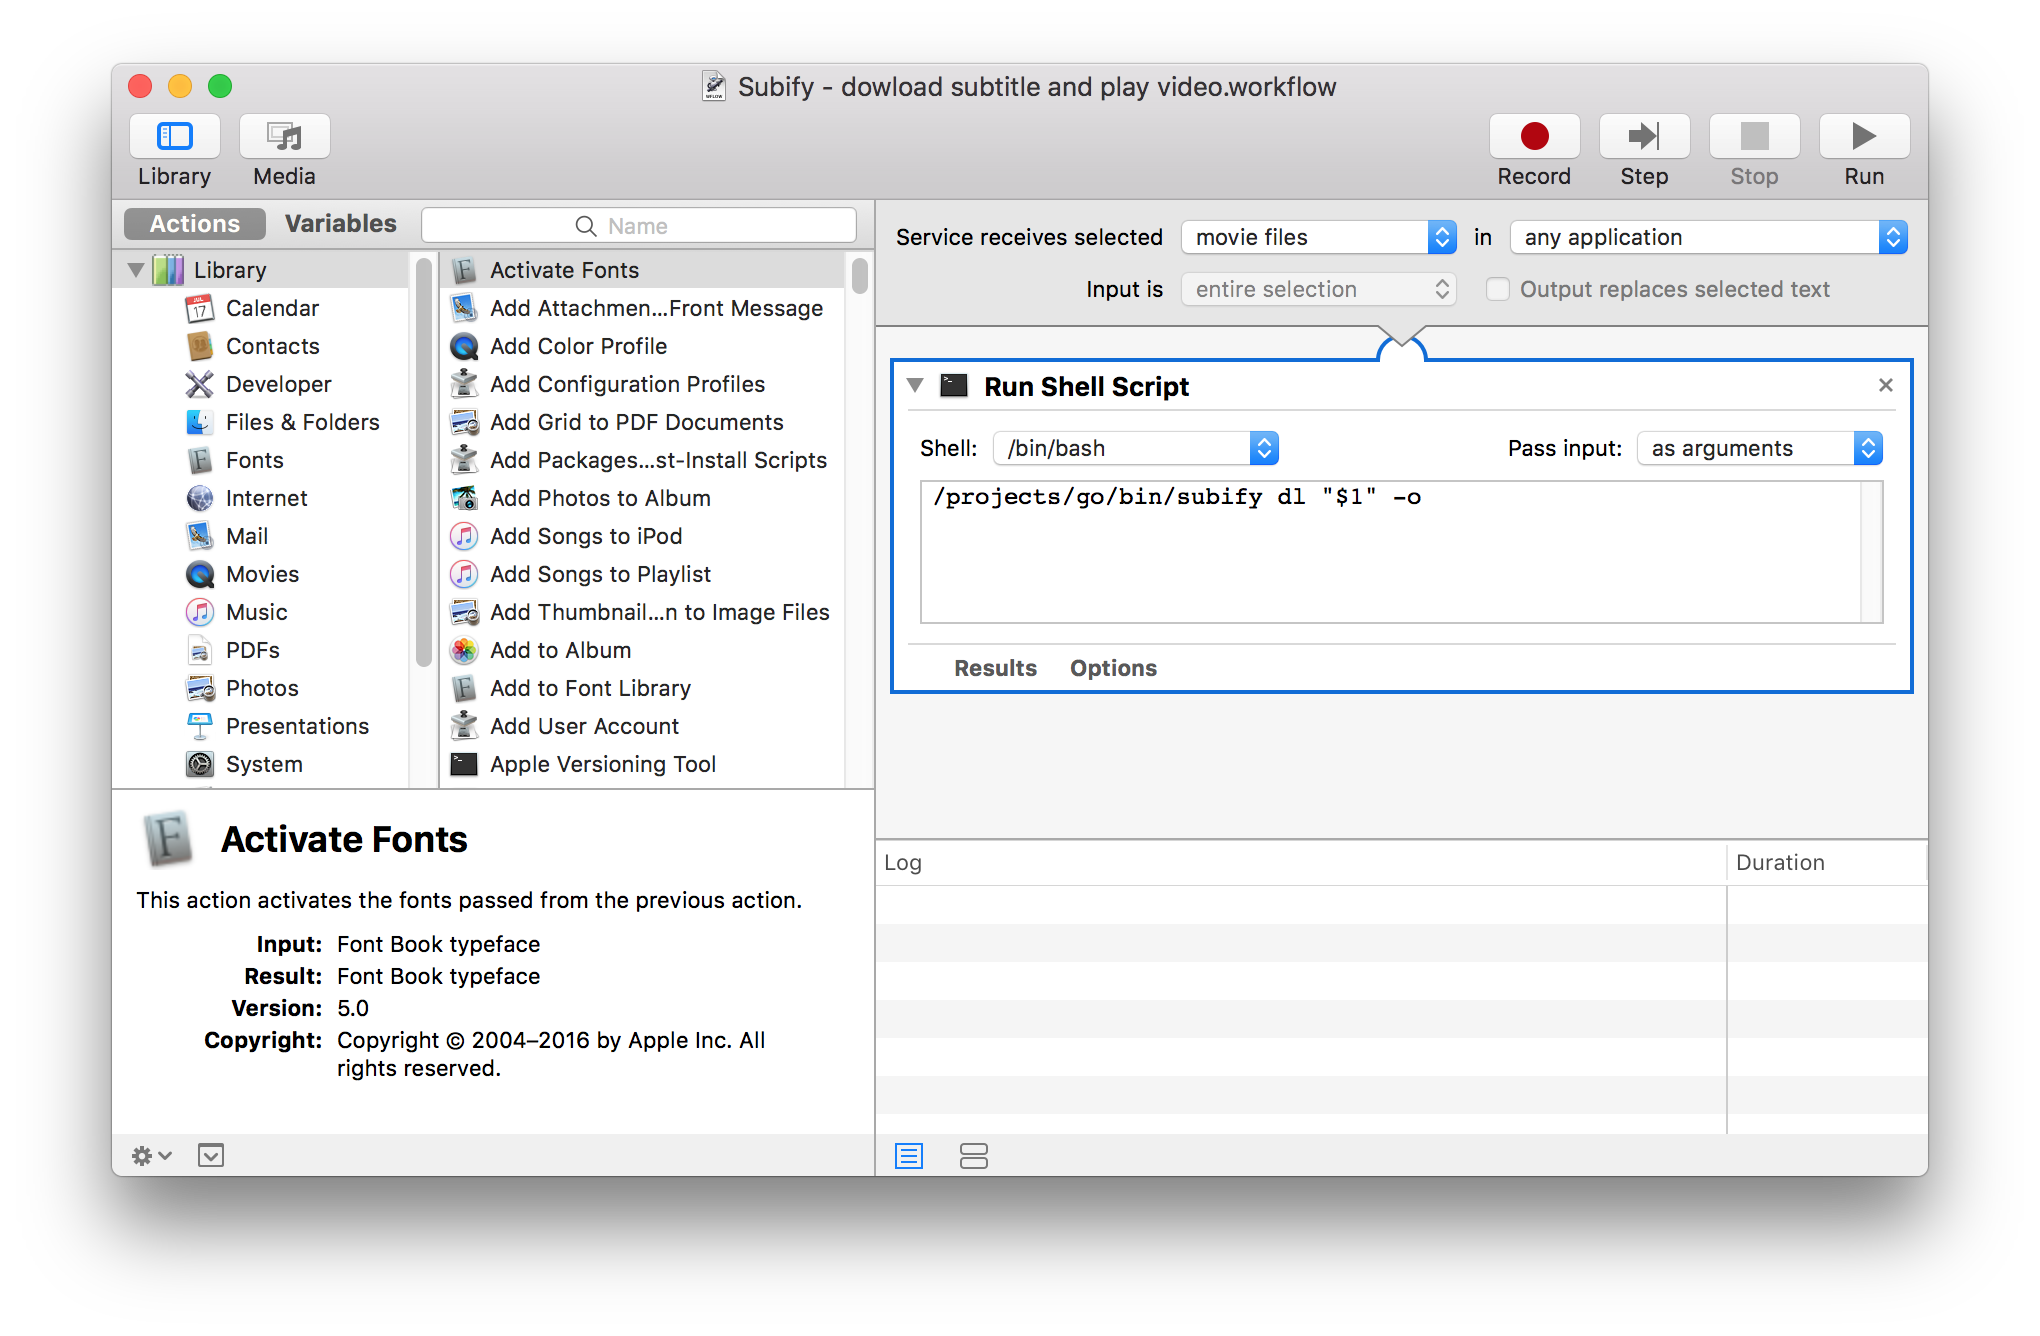 Subify - dowload subtitle and play video.workflow
Library
Media
Record
Step
Stop
Run
Actions
Variables
Name
Library
Calendar
Contacts
Developer
Files & Folders
Fonts
Internet
Mail
Movies
Music
PDFs
Photos
Presentations
System
Activate Fonts
Add Attachmen...Front Message
Add Color Profile
Add Configuration Profiles
Add Grid to PDF Documents
Add Packages...st-Install Scripts
Add Photos to Album
Add Songs to iPod
Add Songs to Playlist
Add Thumbnail...n to Image Files
Add to Album
Add to Font Library
Add User Account
Apple Versioning Tool
Activate Fonts
This action activates the fonts passed from the previous action.
Input: Font Book typeface
Result: Font Book typeface
Version: 5.0
Copyright: Copyright © 2004–2016 by Apple Inc. All
rights reserved.
Service receives selected movie files in any application
Input is entire selection Output replaces selected text
Run Shell Script
Shell: /bin/bash Pass input: as arguments
/projects/go/bin/subify dl "$1" -o
Results Options
Log Duration